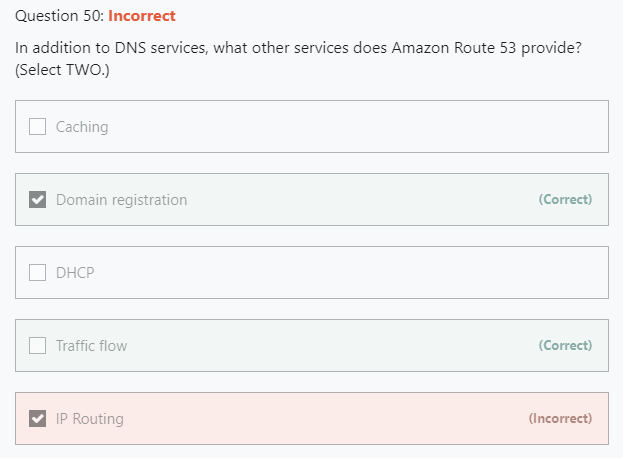 Question 50: Incorrect
In addition to DNS services, what other services does Amazon Route 53 provide?
(Select TWO.)
Caching
Domain registration (Correct)
DHCP
Traffic flow (Correct)
IP Routing (Incorrect)